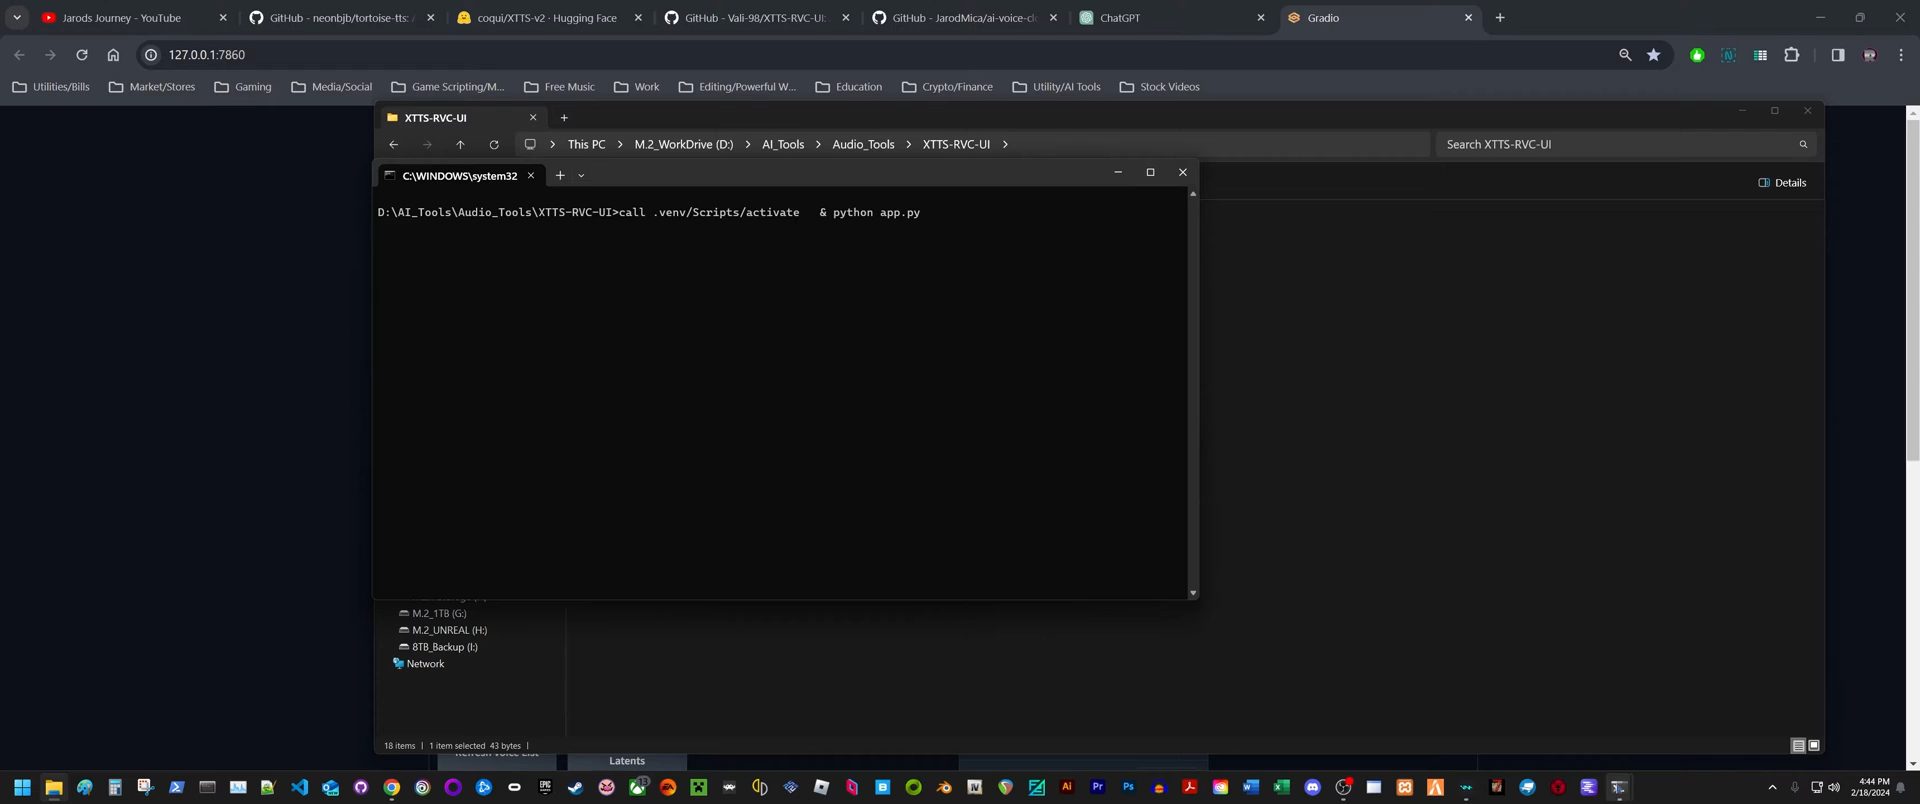 Jarods Journey - YouTube
GitHub - neonbjb/tortoise-tts: A
coqui/XTTS-v2 · Hugging Face
GitHub - Vali-98/XTTS-RVC-UI:
GitHub - JarodMica/ai-voice-cl
ChatGPT
Gradio
127.0.0.1:7860
Utilities/Bills
Market/Stores
Gaming
Media/Social
Game Scripting/M...
Free Music
Work
Editing/Powerful W...
Education
Crypto/Finance
Utility/AI Tools
Stock Videos
XTTS-RVC-UI
This PC
M.2_WorkDrive (D:)
AI_Tools
Audio_Tools
XTTS-RVC-UI
Search XTTS-RVC-UI
Details
C:\WINDOWS\system32
D:\AI_Tools\Audio_Tools\XTTS-RVC-UI>call .venv/Scripts/activate   & python app.py
M.2_1TB (G:)
M.2_UNREAL (H:)
8TB_Backup (I:)
Network
18 items
1 item selected 43 bytes
Latents
13
4:44 PM
2/18/2024